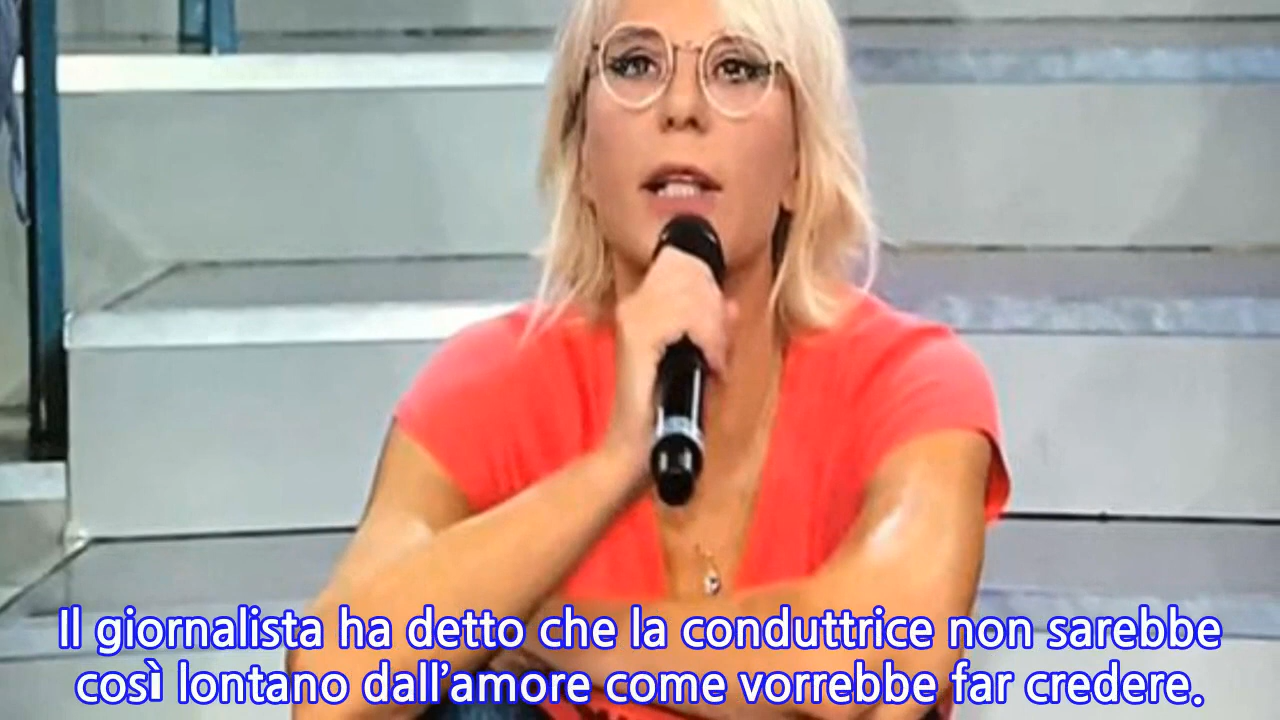 Il giornalista ha detto che la conduttrice non sarebbe
così lontano dall'amore come vorrebbe far credere.